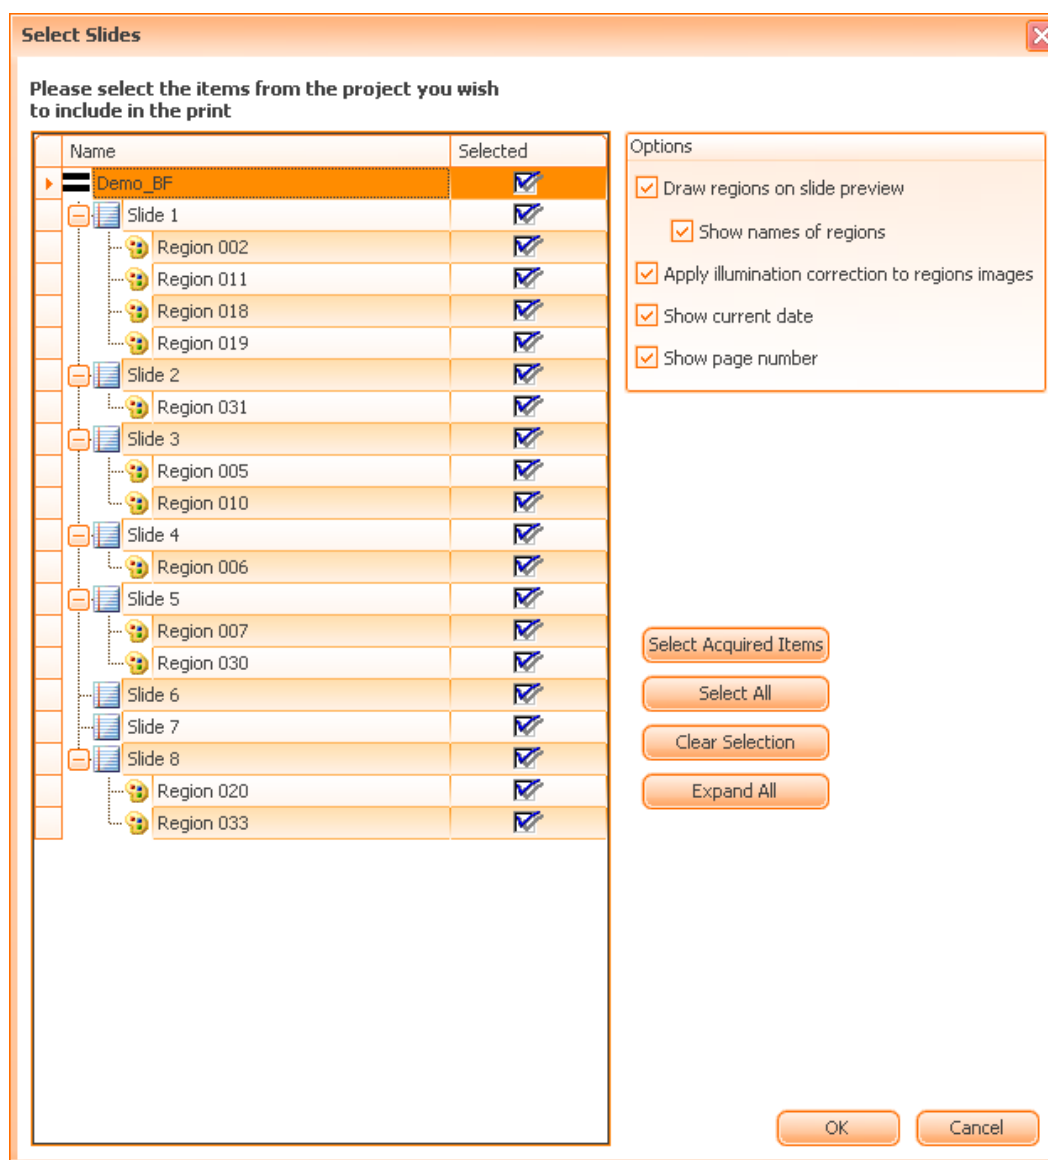 Select Slides
Please select the items from the project you wish
to include in the print
Name Selected
Demo_BF
Slide 1
Region 002
Region 011
Region 018
Region 019
Slide 2
Region 031
Slide 3
Region 005
Region 010
Slide 4
Region 006
Slide 5
Region 007
Region 030
Slide 6
Slide 7
Slide 8
Region 020
Region 033
Options
Draw regions on slide preview
Show names of regions
Apply illumination correction to regions images
Show current date
Show page number
Select Acquired Items
Select All
Clear Selection
Expand All
OK Cancel